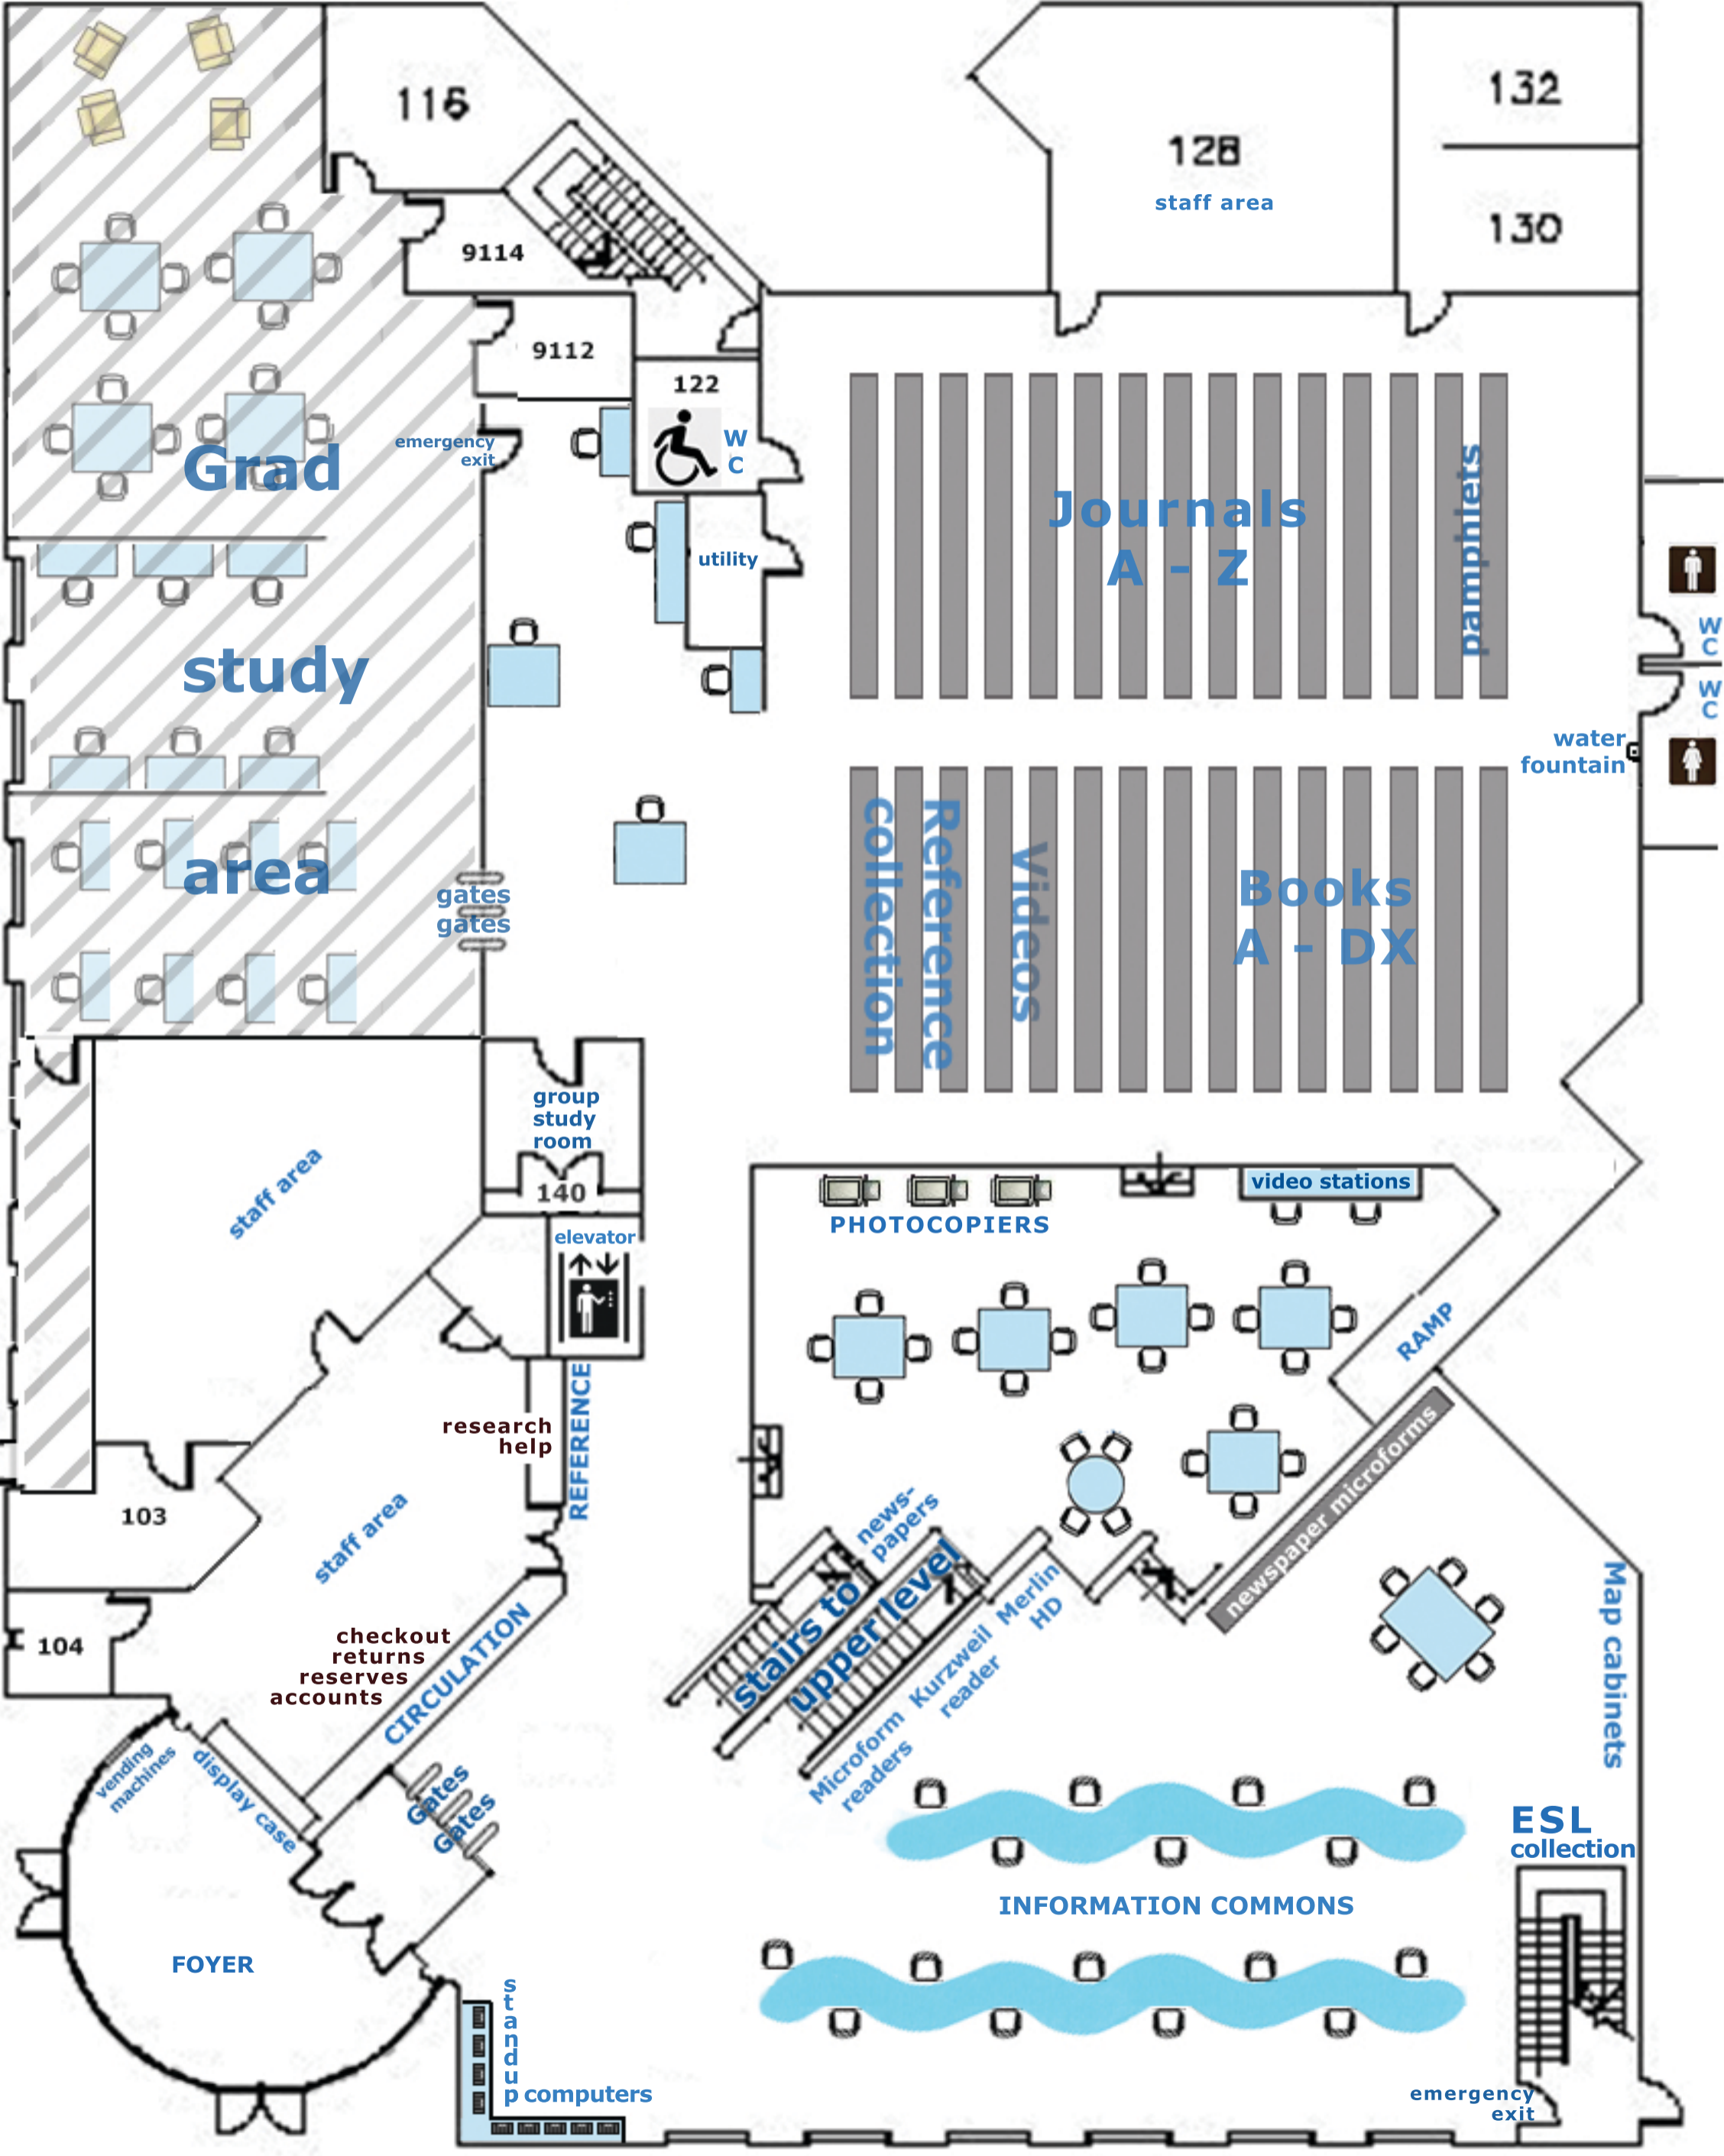 116
132
128
staff area
130
9114
9112
122
W
C
emergency
exit
Grad
study
area
utility
Journals
A - Z
pamphlets
W
C
W
C
water
fountain
gates
gates
Reference
collection
Videos
Books
A - DX
group
study
room
140
elevator
staff area
PHOTOCOPIERS
video stations
RAMP
research
help
REFERENCE
newspaper microforms
103
staff area
news-
papers
stairs to
upper level
Merlin
HD
Kurzweil
reader
Microform
readers
Map cabinets
104
checkout
returns
reserves
accounts
CIRCULATION
vending
machines
display case
Gates
Gates
ESL
collection
INFORMATION COMMONS
FOYER
standup computers
emergency
exit